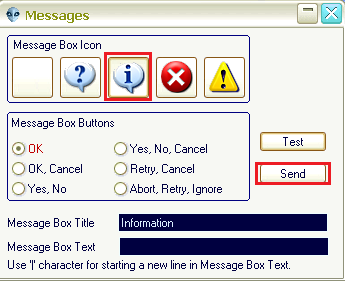 Messages
Message Box Icon
Message Box Buttons
OK
Yes, No, Cancel
OK, Cancel
Retry, Cancel
Yes, No
Abort, Retry, Ignore
Test
Send
Message Box Title
Information
Message Box Text
Use '|' character for starting a new line in Message Box Text.